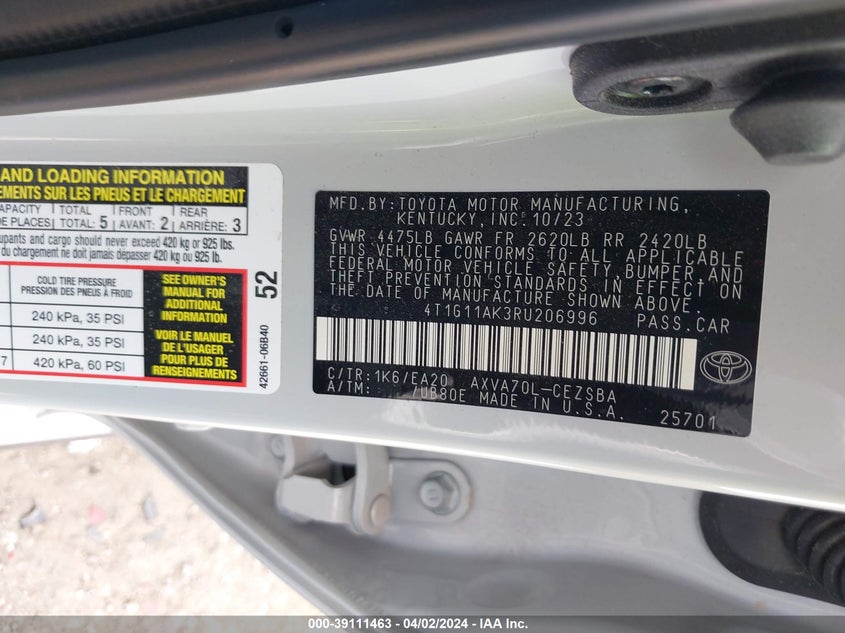 AND LOADING INFORMATION
EMENTS SUR LES PNEUS ET LE CHARGEMENT
CAPACITY TOTAL FRONT REAR
DE PLACES TOTAL: 5 AVANT: 2 ARRIÈRE: 3
cupants and cargo should never exceed 420 kg or 925 lbs.
du chargement ne doit jamais dépasser 420 kg ou 925 lb.
COLD TIRE PRESSURE
PRESSION DES PNEUS À FROID
240 kPa, 35 PSI
240 kPa, 35 PSI
7 420 kPa, 60 PSI
SEE OWNER'S
MANUAL FOR
ADDITIONAL
INFORMATION
VOIR LE MANUEL
DE L'USAGER
POUR PLUS DE
RENSEIGNEMENTS
52
42661-06B40
MFD.BY:TOYOTA MOTOR MANUFACTURING,
KENTUCKY, INC. 10/23
GVWR 4475LB GAWR FR 2620LB RR 2420LB
THIS VEHICLE CONFORMS TO ALL APPLICABLE
FEDERAL MOTOR VEHICLE SAFETY, BUMPER AND
THEFT PREVENTION STANDARDS IN EFFECT ON
THE DATE OF MANUFACTURE SHOWN ABOVE.
4T1G11AK3RU206996 PASS.CAR
C/TR:1K6/EA20 AXVA70L-CEZSBA
A/TM: /UB80E MADE IN U.S.A. 25701
000-39111463 - 04/02/2024 - IAA Inc.